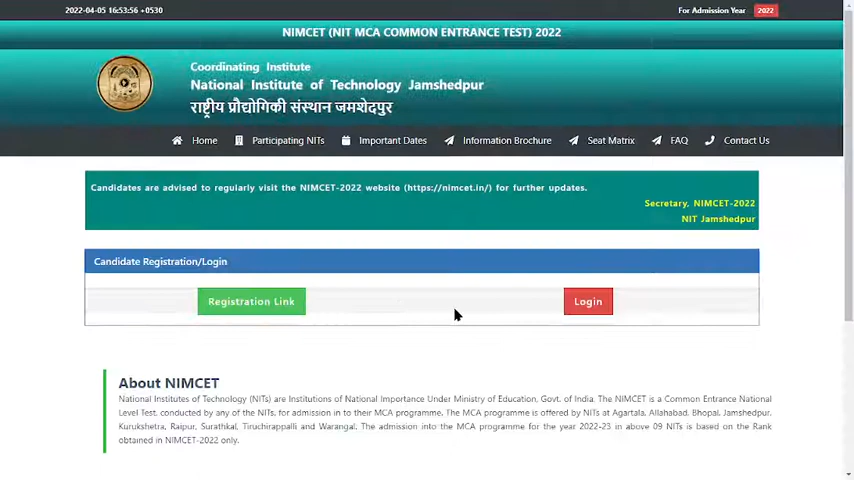 2022-04-05 16:53:56 +0530 For Admission Year 2022
NIMCET (NIT MCA COMMON ENTRANCE TEST) 2022
Coordinating Institute
National Institute of Technology Jamshedpur
राष्ट्रीय प्रौद्योगिकी संस्थान जमशेदपुर
Home Participating NITs Important Dates Information Brochure Seat Matrix FAQ Contact Us
Candidates are advised to regularly visit the NIMCET-2022 website (https://nimcet.in/) for further updates.
Secretary, NIMCET-2022
NIT Jamshedpur
Candidate Registration/Login
Registration Link Login
About NIMCET
National Institutes of Technology (NITs) are Institutions of National Importance Under Ministry of Education, Govt. of India. The NIMCET is a Common Entrance National
Level Test, conducted by any of the NITs, for admission in to their MCA programme. The MCA programme is offered by NITs at Agartala, Allahabad, Bhopal, Jamshedpur,
Kurukshetra, Raipur, Surathkal, Tiruchirappalli and Warangal. The admission into the MCA programme for the year 2022-23 in above 09 NITs is based on the Rank
obtained in NIMCET-2022 only.